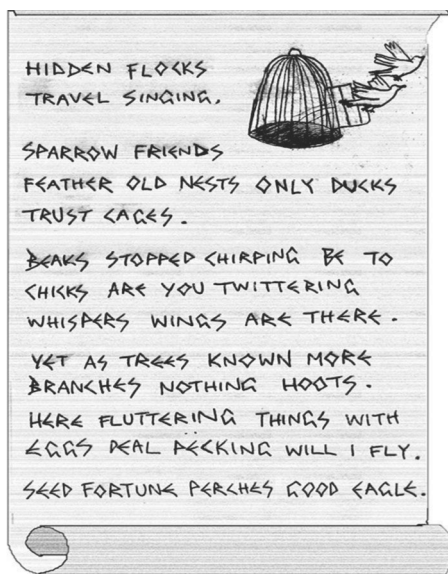 HIDDEN FLOCKS
TRAVEL SINGING.
SPARROW FRIENDS
FEATHER OLD NESTS ONLY DUCKS
TRUST CAGES.
BEAKS STOPPED CHIRPING BE TO
CHICKS ARE YOU TWITTERING
WHISPERS WINGS ARE THERE.
YET AS TREES KNOWN MORE
BRANCHES NOTHING HOOTS.
HERE FLUTTERING THINGS WITH
EGGS DEAL PECKING WILL I FLY.
SEED FORTUNE PERCHES GOOD EAGLE.